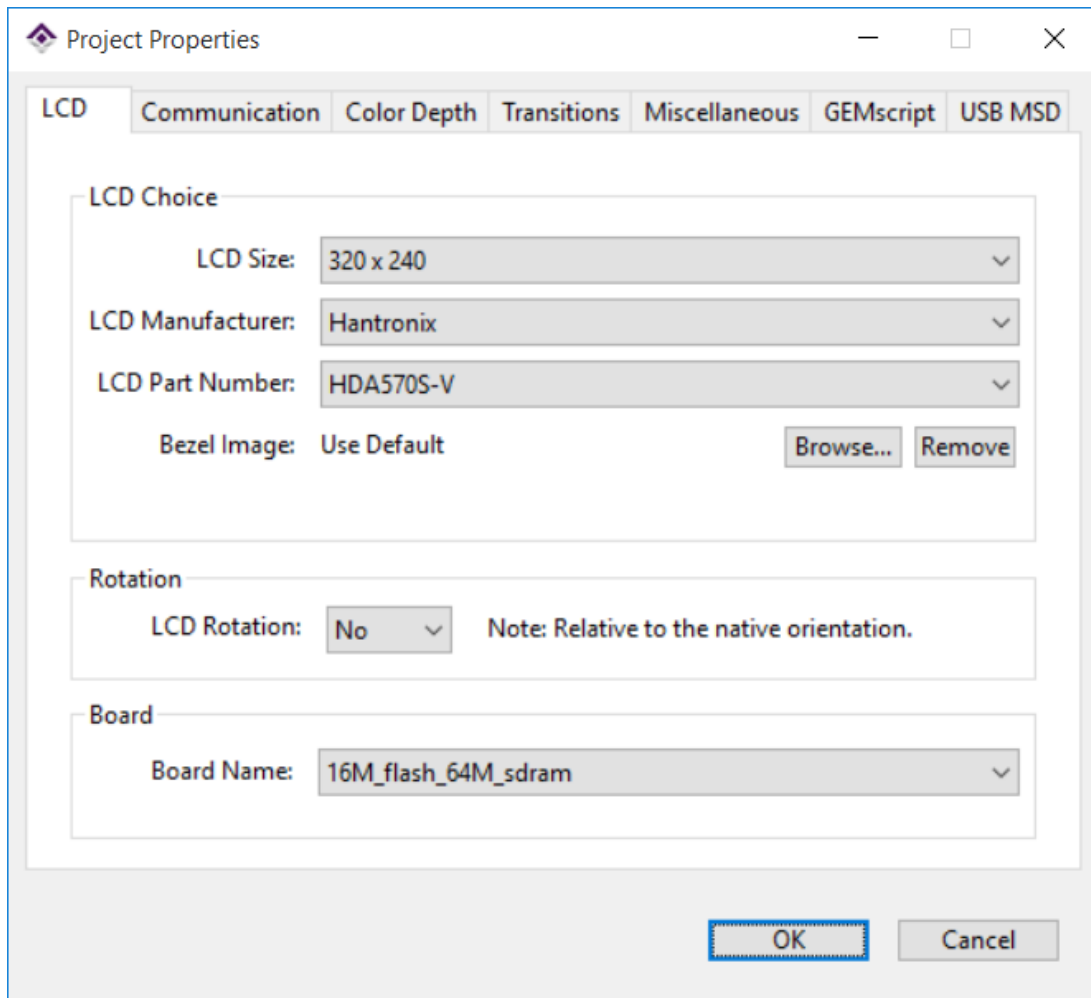 Project Properties
LCD Communication Color Depth Transitions Miscellaneous GEMscript USB MSD
LCD Choice
LCD Size: 320 x 240
LCD Manufacturer: Hantronix
LCD Part Number: HDA570S-V
Bezel Image: Use Default Browse... Remove
Rotation
LCD Rotation: No Note: Relative to the native orientation.
Board
Board Name: 16M_flash_64M_sdram
OK Cancel